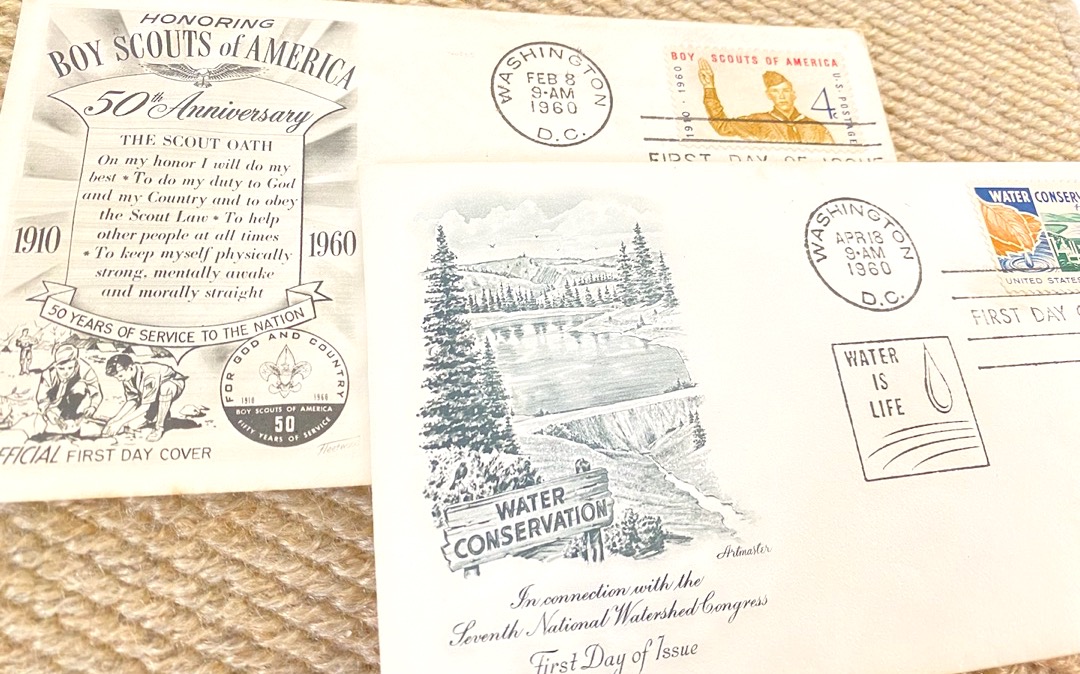 HONORING
BOY SCOUTS of AMERICA
50th Anniversary
THE SCOUT OATH
On my honor I will do my
best * To do my duty to God
and my Country and to obey
the Scout Law * To help
other people at all times
* To keep myself physically
strong, mentally awake
and morally straight
1910
1960
50 YEARS OF SERVICE TO THE NATION
FOR GOD AND COUNTRY
1910 1960
BOY SCOUTS OF AMERICA
50
FIFTY YEARS OF SERVICE
OFFICIAL FIRST DAY COVER
WASHINGTON
FEB 8
9-AM
1960
D.C.
BOY SCOUTS OF AMERICA
1910 · 1960
4c
U.S. POSTAGE
FIRST DAY OF ISSUE
WATER
CONSERVATION
Artmaster
In connection with the
Seventh National Watershed Congress
First Day of Issue
WASHINGTON
APR 18
9-AM
1960
D.C.
WATER CONSERV
UNITED STATES
FIRST DAY O
WATER
IS
LIFE